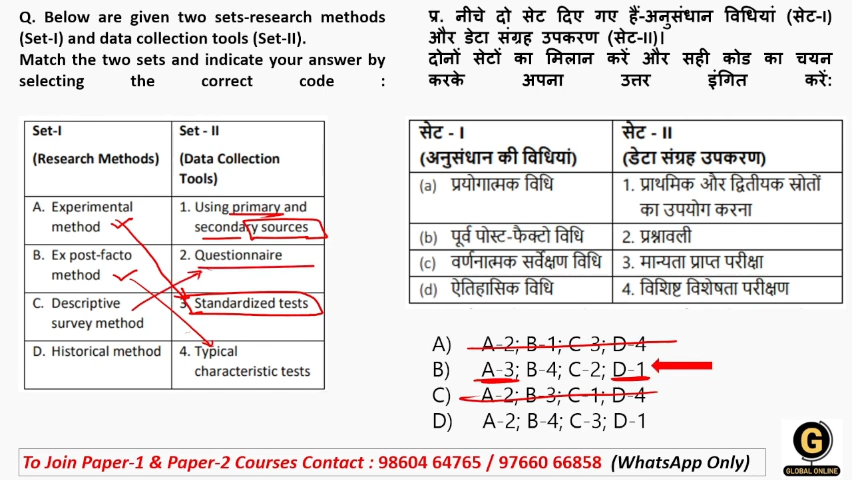 Q. Below are given two sets-research methods
(Set-I) and data collection tools (Set-II).
Match the two sets and indicate your answer by
selecting the correct code :
Set-I
(Research Methods)
Set - II
(Data Collection
Tools)
A. Experimental
method
1. Using primary and
secondary sources
B. Ex post-facto
method
2. Questionnaire
C. Descriptive
survey method
3. Standardized tests
D. Historical method
4. Typical
characteristic tests
प्र. नीचे दो सेट दिए गए हैं-अनुसंधान विधियां (सेट-I)
और डेटा संग्रह उपकरण (सेट-II)।
दोनों सेटों का मिलान करें और सही कोड का चयन
करके अपना उत्तर इंगित करें:
सेट - I
(अनुसंधान की विधियां)
सेट - II
(डेटा संग्रह उपकरण)
(a) प्रयोगात्मक विधि
1. प्राथमिक और द्वितीयक स्रोतों
का उपयोग करना
(b) पूर्व पोस्ट-फैक्टो विधि
2. प्रश्नावली
(c) वर्णनात्मक सर्वेक्षण विधि
3. मान्यता प्राप्त परीक्षा
(d) ऐतिहासिक विधि
4. विशिष्ट विशेषता परीक्षण
A) A-2; B-1; C-3; D-4
B) A-3; B-4; C-2; D-1
C) A-2; B-3; C-1; D-4
D) A-2; B-4; C-3; D-1
To Join Paper-1 & Paper-2 Courses Contact : 98604 64765 / 97660 66858 (WhatsApp Only)
G
GLOBAL ONLINE